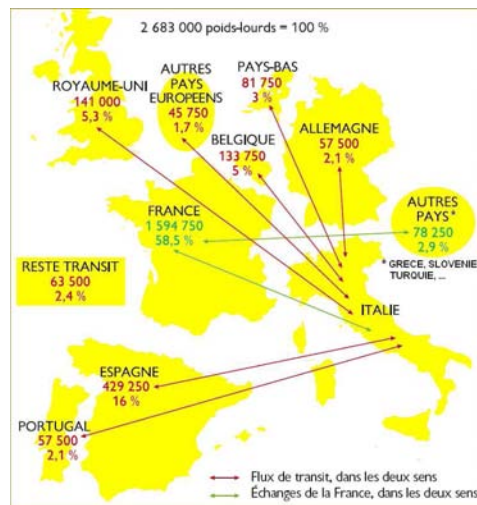 2 683 000 poids-lourds = 100 %
ROYAUME-UNI
141 000
5,3 %
AUTRES
PAYS
EUROPEENS
45 750
1,7 %
PAYS-BAS
81 750
3 %
BELGIQUE
133 750
5 %
ALLEMAGNE
57 500
2,1 %
FRANCE
1 594 750
58,5 %
AUTRES
PAYS*
78 250
2,9 %
* GRECE, SLOVENIE
TURQUIE, ...
RESTE TRANSIT
63 500
2,4 %
ITALIE
ESPAGNE
429 250
16 %
PORTUGAL
57 500
2,1 %
Flux de transit, dans les deux sens
Échanges de la France, dans les deux sens